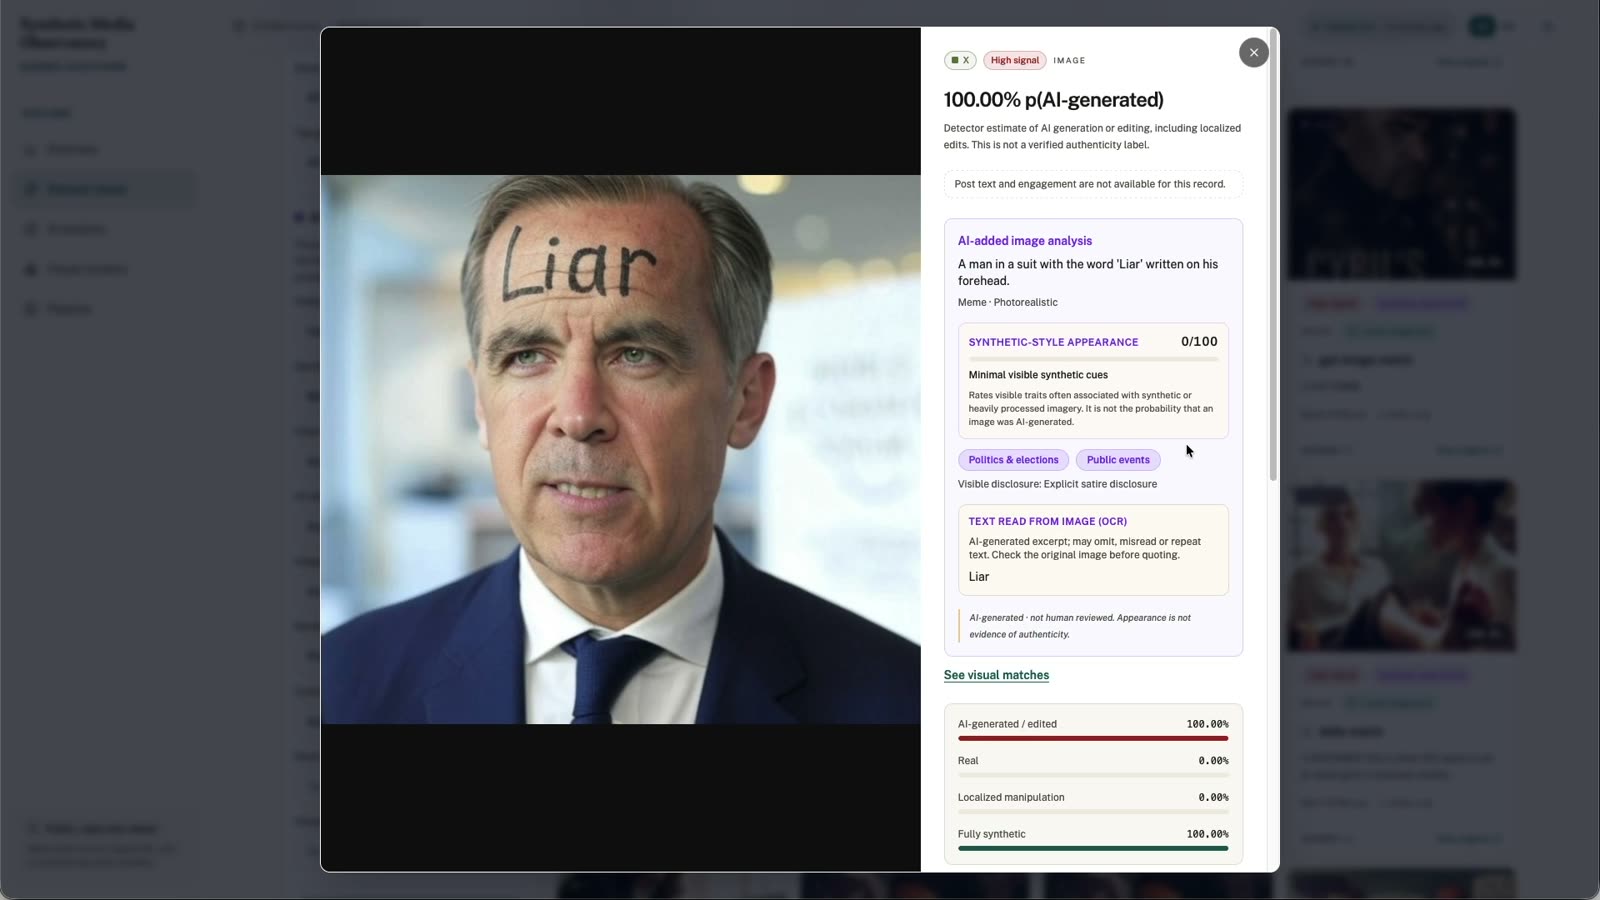 Liar
X
High signal
IMAGE
100.00% p(AI-generated)
Detector estimate of AI generation or editing, including localized
edits. This is not a verified authenticity label.
Post text and engagement are not available for this record.
AI-added image analysis
A man in a suit with the word 'Liar' written on his
forehead.
Meme · Photorealistic
SYNTHETIC-STYLE APPEARANCE 0/100
Minimal visible synthetic cues
Rates visible traits often associated with synthetic or
heavily processed imagery. It is not the probability that an
image was AI-generated.
Politics & elections
Public events
Visible disclosure: Explicit satire disclosure
TEXT READ FROM IMAGE (OCR)
AI-generated excerpt; may omit, misread or repeat
text. Check the original image before quoting.
Liar
AI-generated · not human reviewed. Appearance is not
evidence of authenticity.
See visual matches
AI-generated / edited 100.00%
Real 0.00%
Localized manipulation 0.00%
Fully synthetic 100.00%